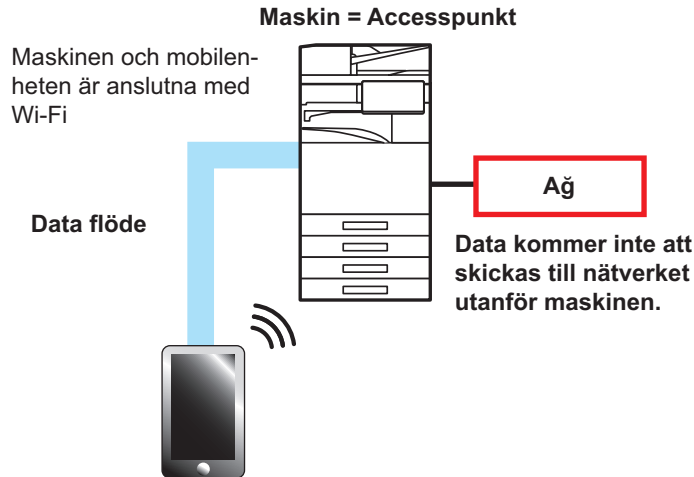 Maskin = Accesspunkt
Maskinen och mobilen-
heten är anslutna med
Wi-Fi
Ağ
Data flöde
Data kommer inte att
skickas till nätverket
utanför maskinen.